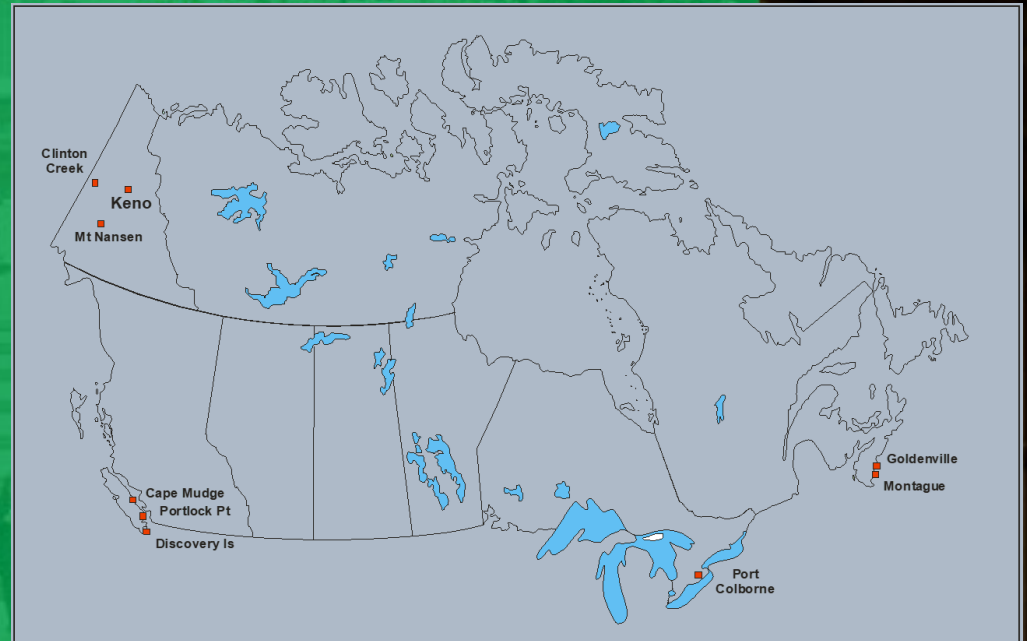 Clinton
Creek
Keno
Mt Nansen
Goldenville
Montague
Cape Mudge
Portlock Pt
Discovery Is
Port
Colborne